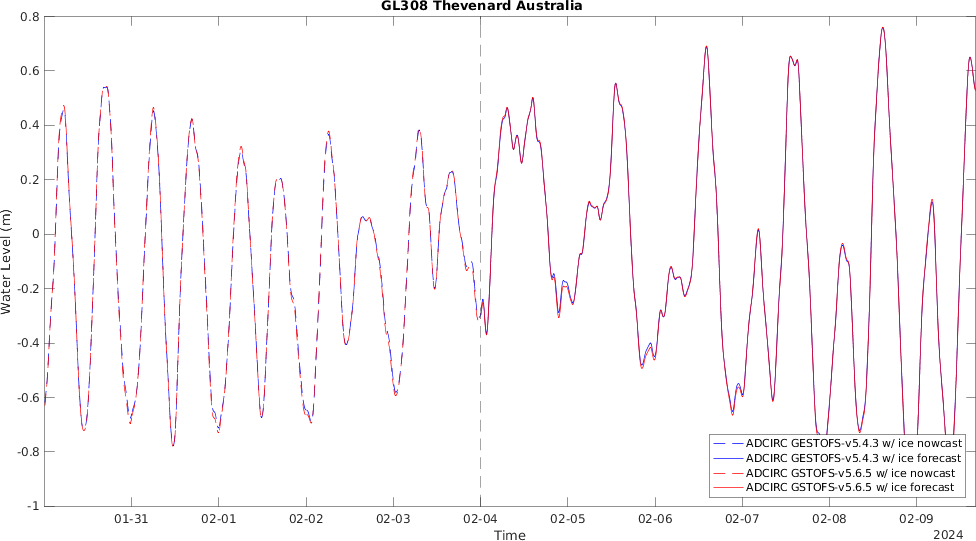 GL308 Thevenard Australia
0.8
0.6
0.4
0.2
0
-0.2
-0.4
-0.6
-0.8
-1
Water Level (m)
ADCIRC GESTOFS-v5.4.3 w/ ice nowcast
ADCIRC GESTOFS-v5.4.3 w/ ice forecast
ADCIRC GSTOFS-v5.6.5 w/ ice nowcast
ADCIRC GSTOFS-v5.6.5 w/ ice forecast
01-31 02-01 02-02 02-03 02-04 02-05 02-06 02-07 02-08 02-09
Time
2024